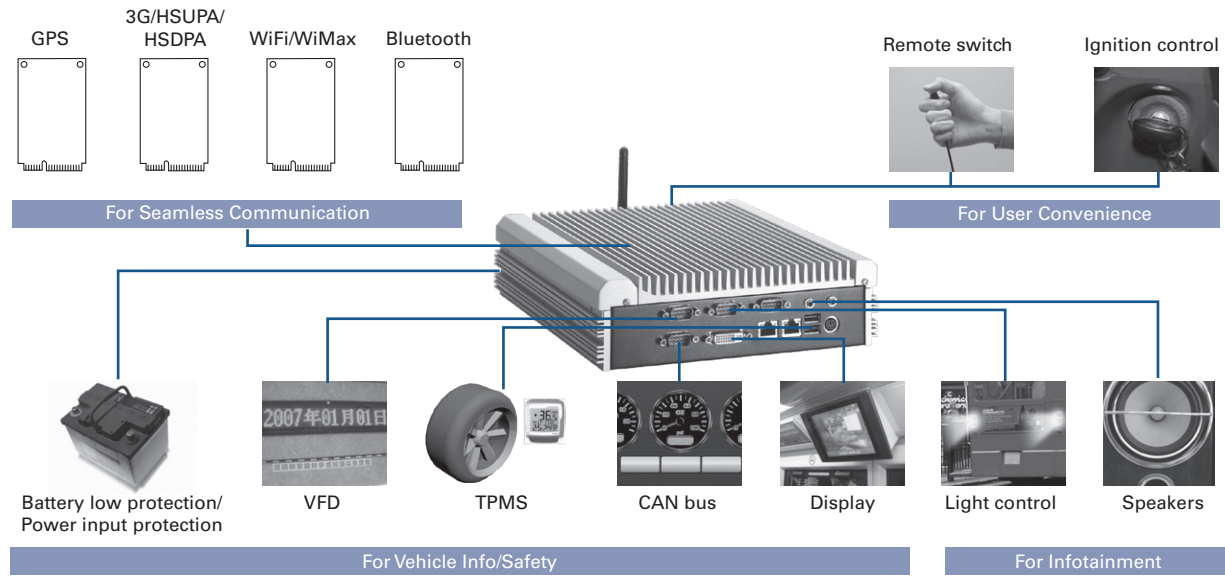 GPS
3G/HSUPA/
HSDPA
WiFi/WiMax
Bluetooth
Remote switch
Ignition control
For Seamless Communication
For User Convenience
2007年01月01日
Battery low protection/
Power input protection
VFD
TPMS
CAN bus
Display
Light control
Speakers
For Vehicle Info/Safety
For Infotainment